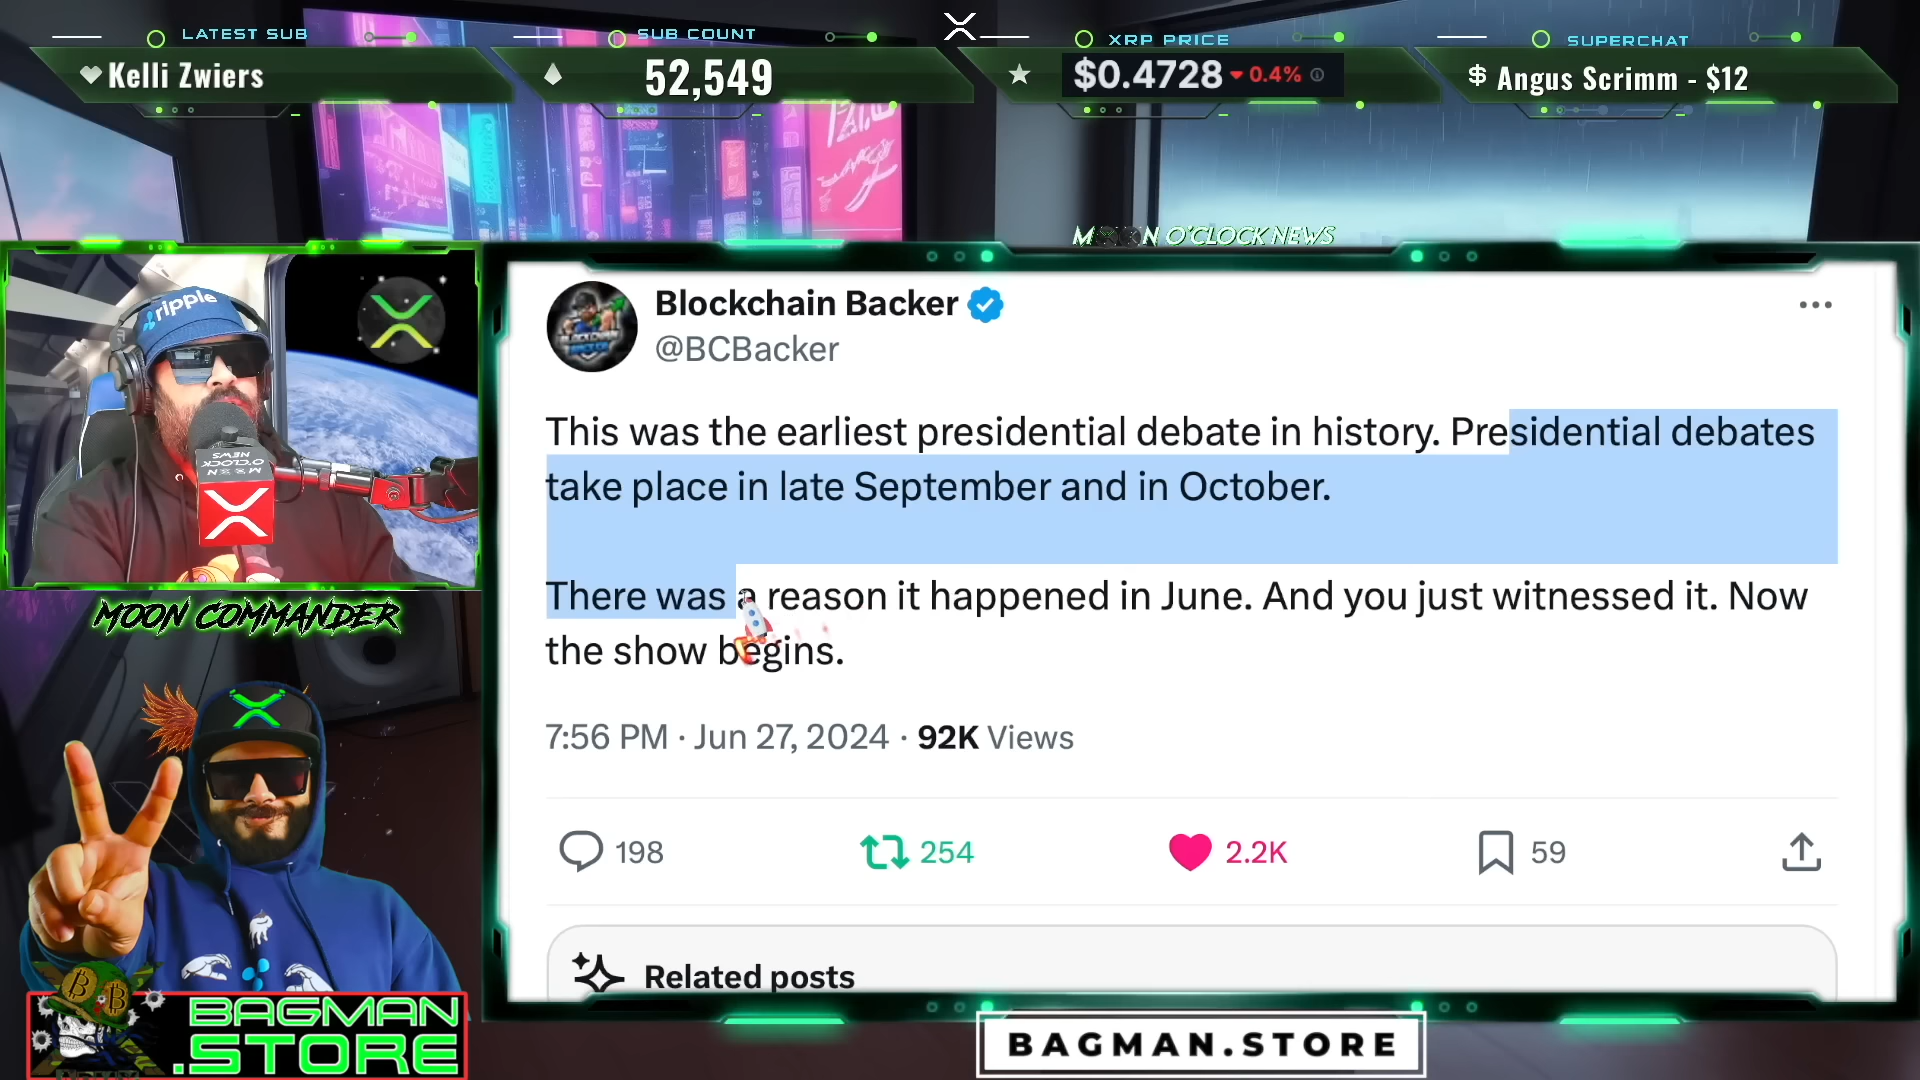 LATEST SUB
Kelli Zwiers
SUB COUNT
52,549
XRP PRICE
$0.4728 0.4%
SUPERCHAT
Angus Scrimm - $12
O'CLOCK NEWS
ripple
MOON COMMANDER
Blockchain Backer
@BCBacker
This was the earliest presidential debate in history. Presidential debates
take place in late September and in October.
There was a reason it happened in June. And you just witnessed it. Now
the show begins.
7:56 PM · Jun 27, 2024 · 92K Views
198
254
2.2K
59
Related posts
BAGMAN
.STORE
BAGMAN.STORE